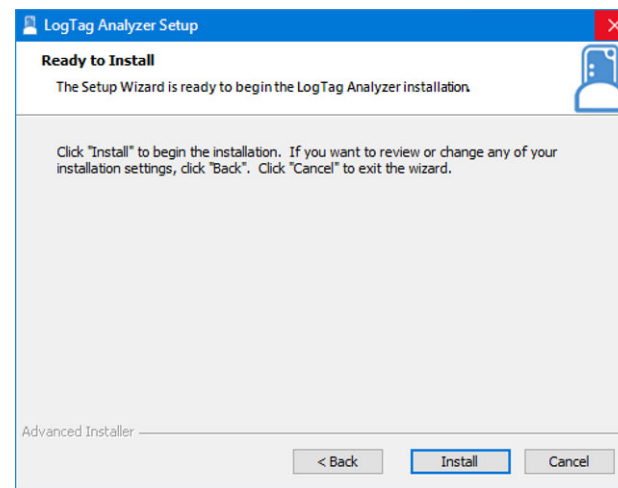 LogTag Analyzer Setup
Ready to Install
The Setup Wizard is ready to begin the LogTag Analyzer installation.
Click "Install" to begin the installation. If you want to review or change any of your
installation settings, click "Back". Click "Cancel" to exit the wizard.
Advanced Installer
< Back Install Cancel